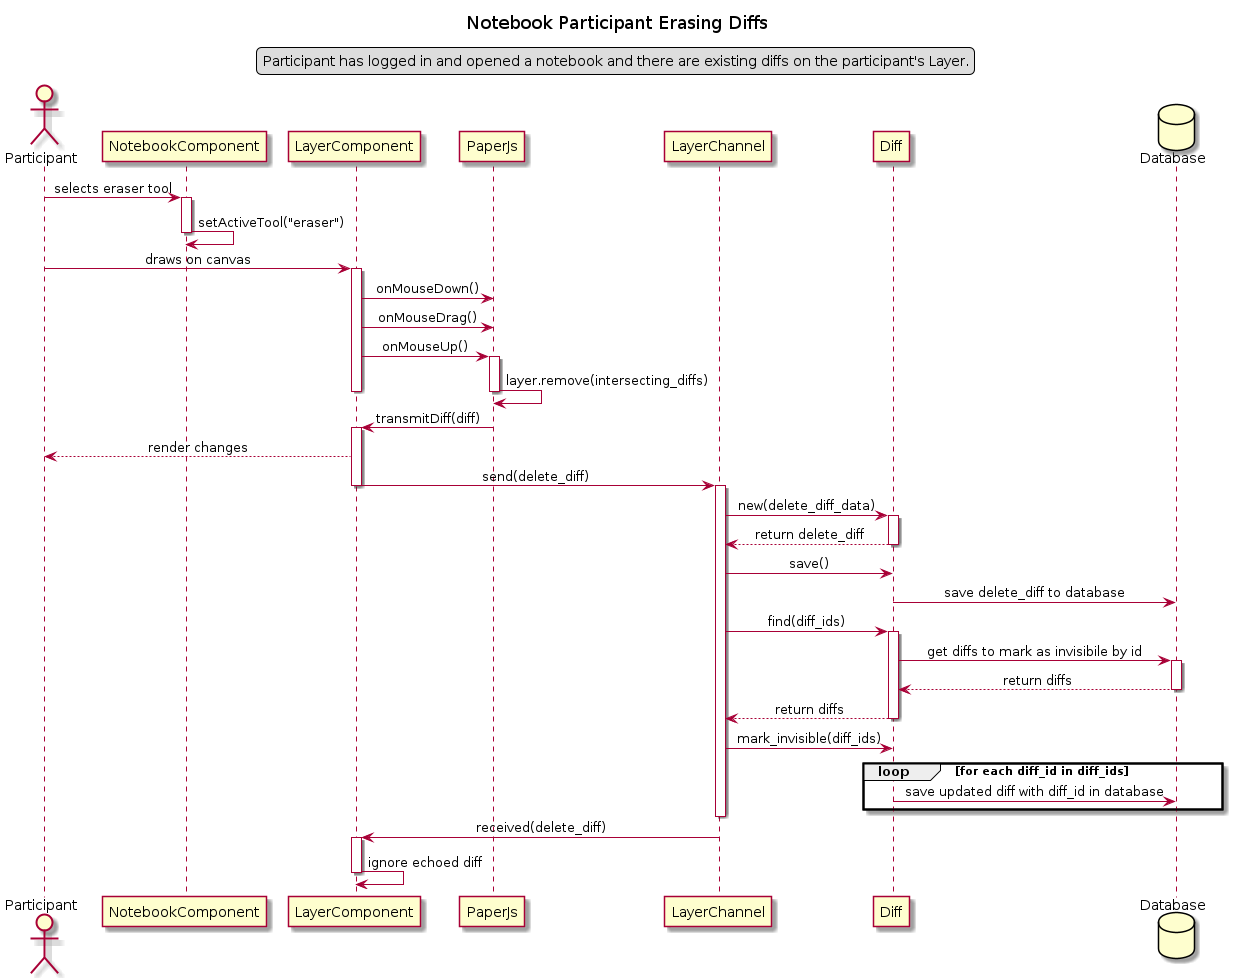 Notebook Participant Erasing Diffs
Participant has logged in and opened a notebook and there are existing diffs on the participant's Layer.
Participant
NotebookComponent
LayerComponent
PaperJs
LayerChannel
Diff
Database
selects eraser tool
setActiveTool("eraser")
draws on canvas
onMouseDown()
onMouseDrag()
onMouseUp()
layer.remove(intersecting_diffs)
transmitDiff(diff)
render changes
send(delete_diff)
new(delete_diff_data)
return delete_diff
save()
save delete_diff to database
find(diff_ids)
get diffs to mark as invisibile by id
return diffs
return diffs
mark_invisible(diff_ids)
loop [for each diff_id in diff_ids]
save updated diff with diff_id in database
received(delete_diff)
ignore echoed diff
Participant
NotebookComponent
LayerComponent
PaperJs
LayerChannel
Diff
Database